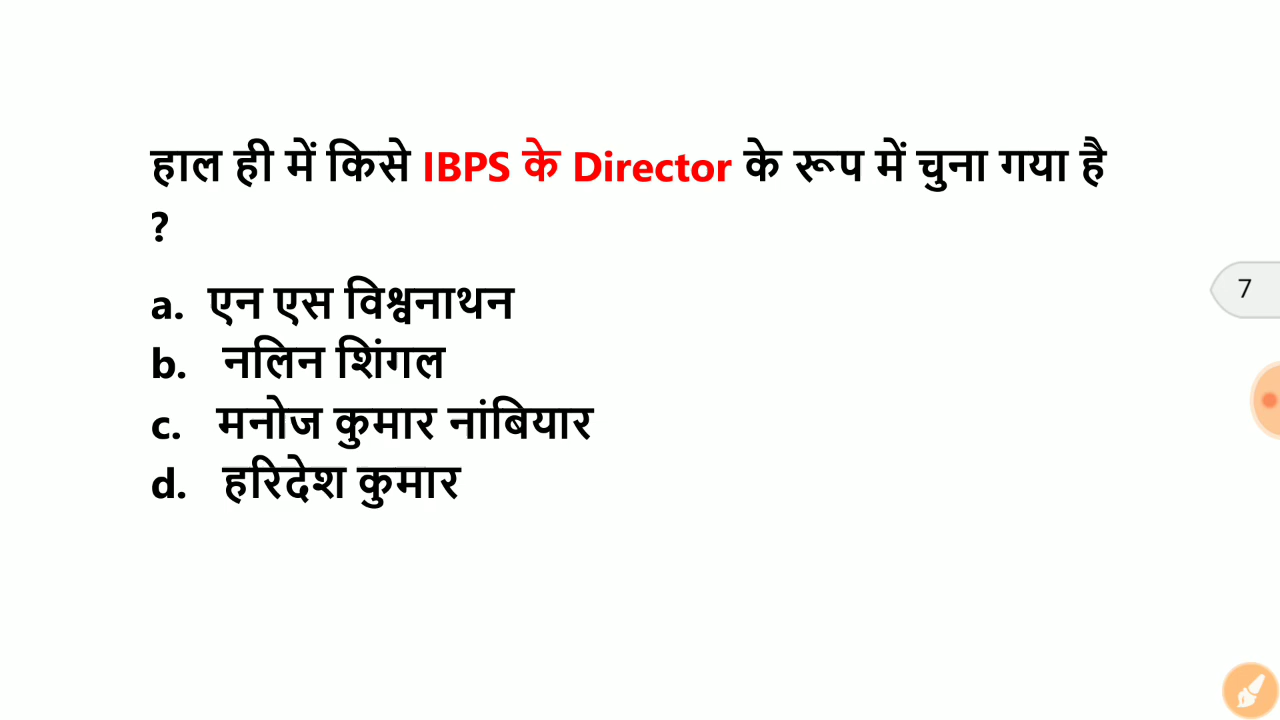 हाल ही में किसे IBPS के Director के रूप में चुना गया है
?
a. एन एस विश्वनाथन
b. नलिन शिंगल
c. मनोज कुमार नांबियार
d. हरिदेश कुमार
7